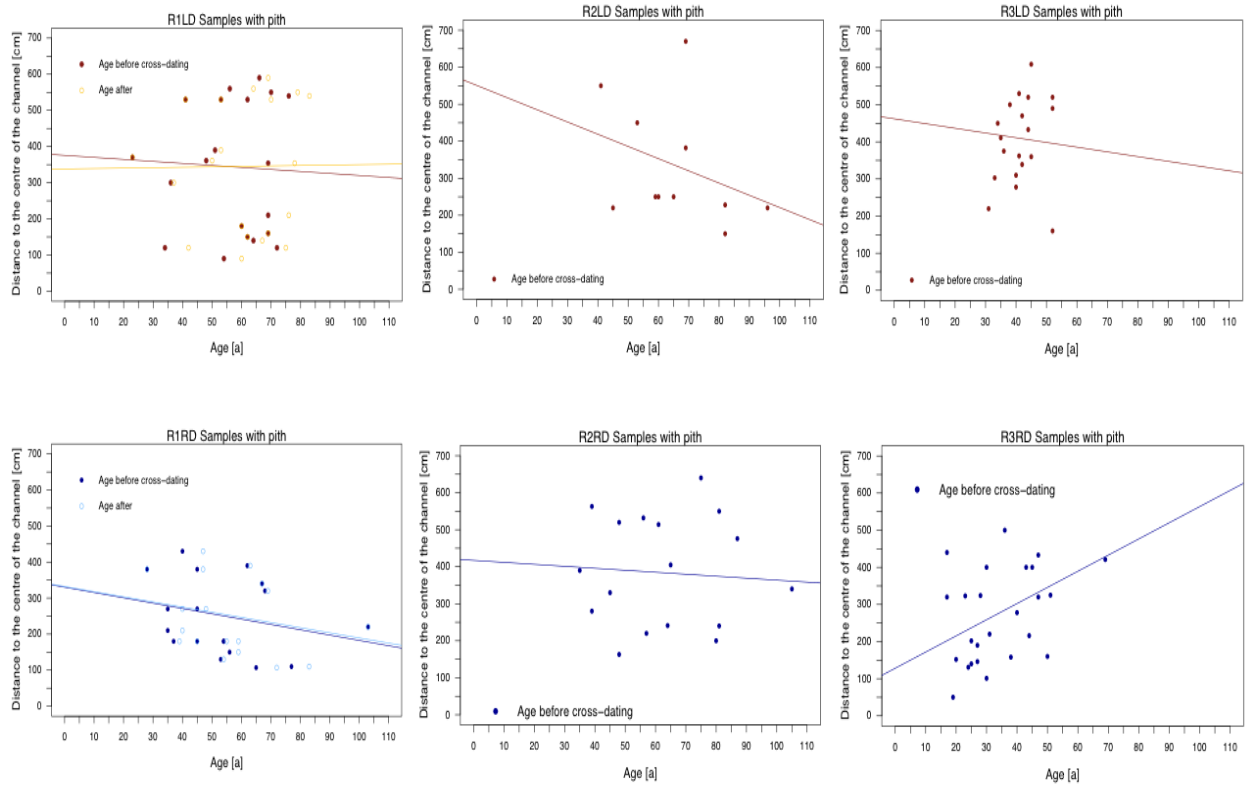 R1LD Samples with pith
Distance to the centre of the channel [cm]
700
600
500
400
300
200
100
0
Age before cross−dating
Age after
0 10 20 30 40 50 60 70 80 90 100 110
Age [a]
R2LD Samples with pith
Distance to the centre of the channel [cm]
700
600
500
400
300
200
100
0
Age before cross−dating
0 10 20 30 40 50 60 70 80 90 100 110
Age [a]
R3LD Samples with pith
Distance to the centre of the channel [cm]
700
600
500
400
300
200
100
0
Age before cross−dating
0 10 20 30 40 50 60 70 80 90 100 110
Age [a]
R1RD Samples with pith
Distance to the centre of the channel [cm]
700
600
500
400
300
200
100
0
Age before cross−dating
Age after
0 10 20 30 40 50 60 70 80 90 100 110
Age [a]
R2RD Samples with pith
Distance to the centre of the channel [cm]
700
600
500
400
300
200
100
0
Age before cross−dating
0 10 20 30 40 50 60 70 80 90 100 110
Age [a]
R3RD Samples with pith
Distance to the centre of the channel [cm]
700
600
500
400
300
200
100
0
Age before cross−dating
0 10 20 30 40 50 60 70 80 90 100 110
Age [a]